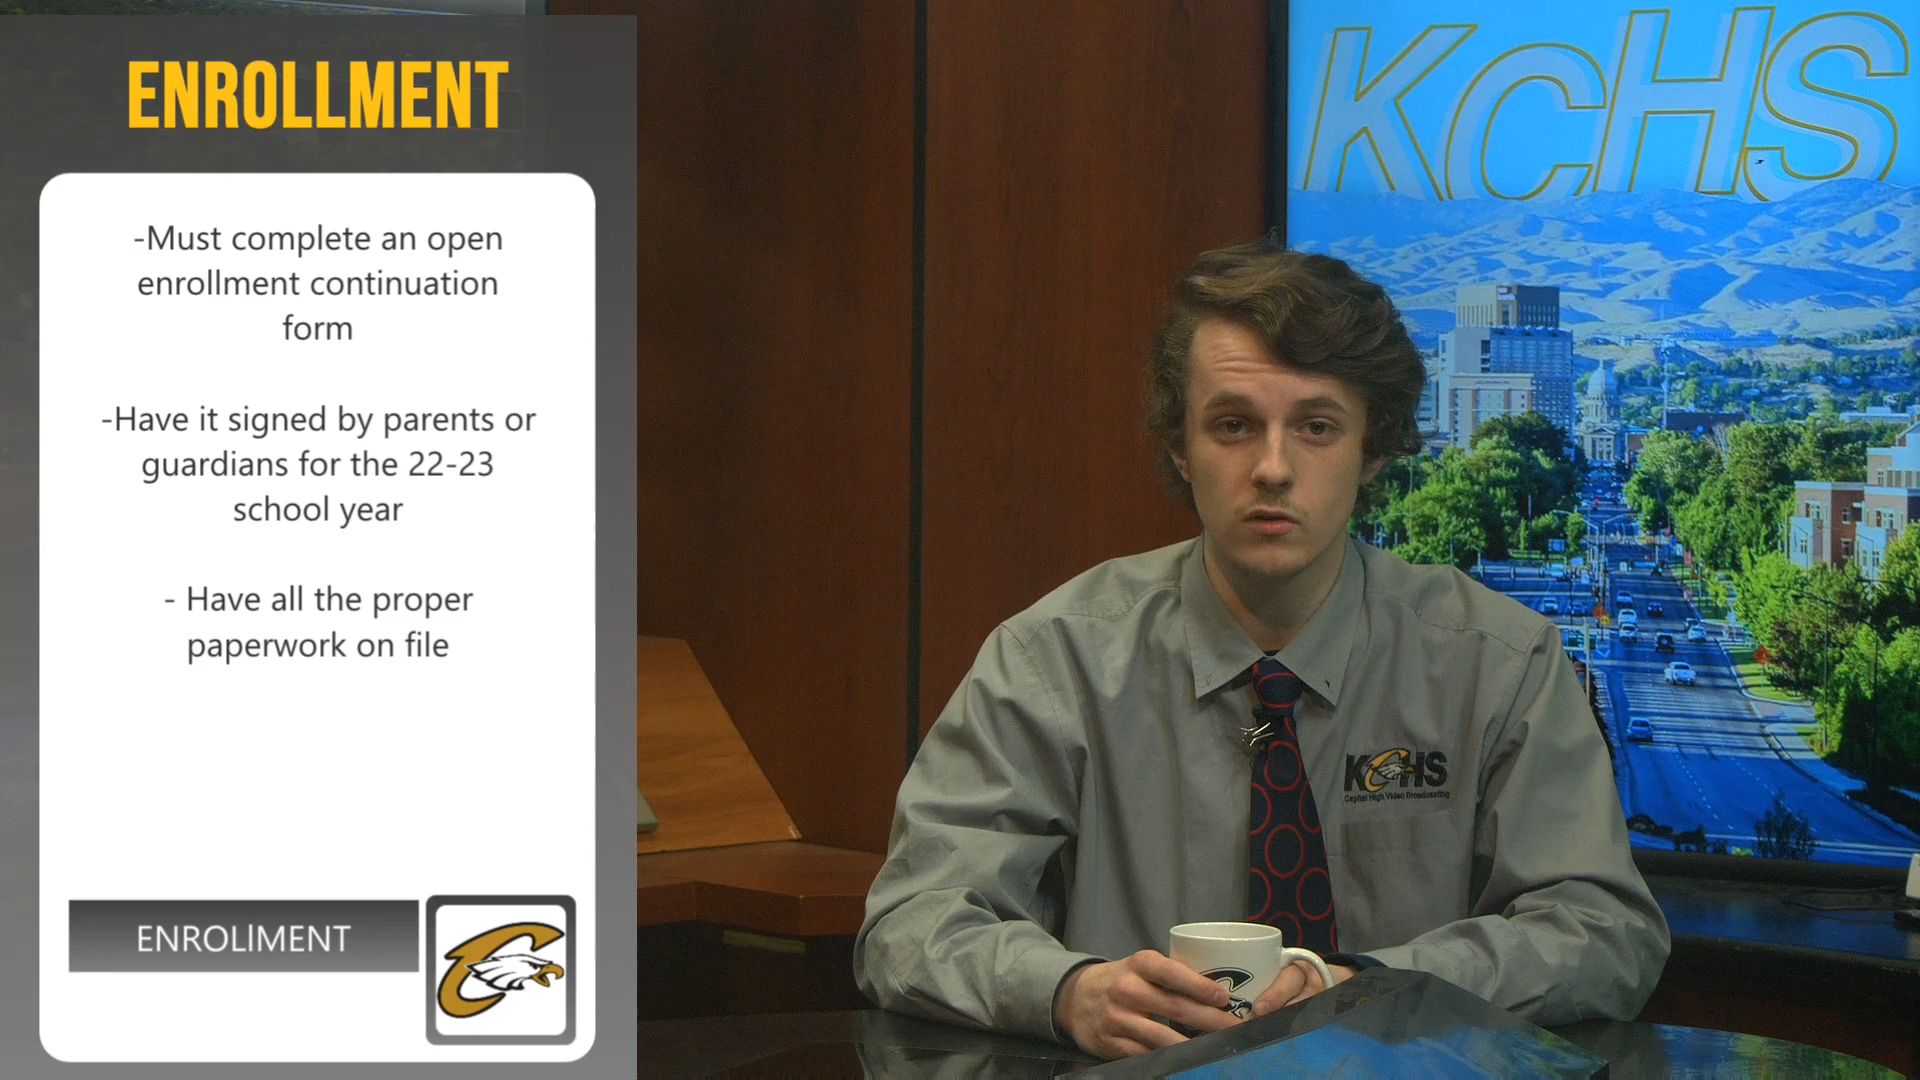 ENROLLMENT
-Must complete an open
enrollment continuation
form
-Have it signed by parents or
guardians for the 22-23
school year
- Have all the proper
paperwork on file
ENROLlMENT
KCHS
KCHS
Capital High Video Broadcasting